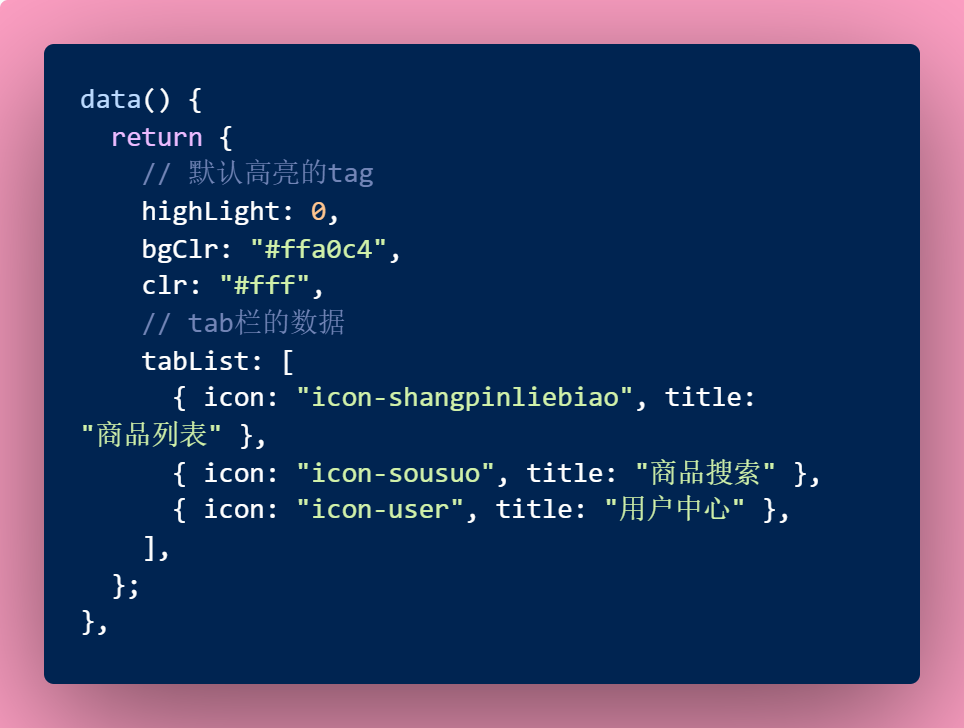 data() {
  return {
    // 默认高亮的tag
    highLight: 0,
    bgClr: "#ffa0c4",
    clr: "#fff",
    // tab栏的数据
    tabList: [
      { icon: "icon-shangpinliebiao", title:
"商品列表" },
      { icon: "icon-sousuo", title: "商品搜索" },
      { icon: "icon-user", title: "用户中心" },
    ],
  };
},